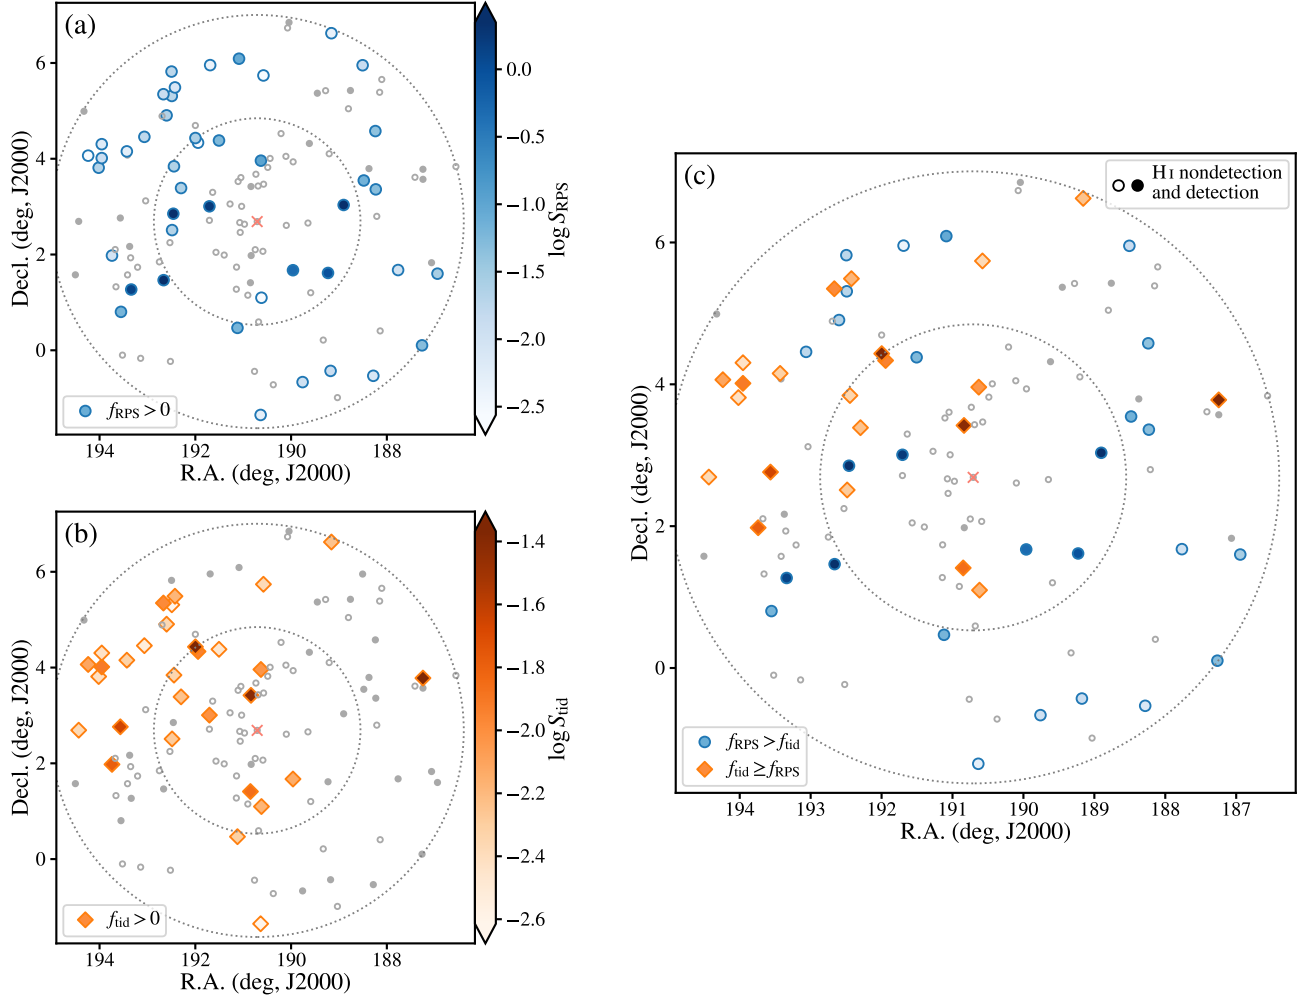 (a)
6
4
2
0
Decl. (deg, J2000)
194
192
190
188
R.A. (deg, J2000)
f_RPS > 0
0.0
−0.5
−1.0
−1.5
−2.0
−2.5
log S_RPS
(b)
6
4
2
0
Decl. (deg, J2000)
194
192
190
188
R.A. (deg, J2000)
f_tid > 0
−1.4
−1.6
−1.8
−2.0
−2.2
−2.4
−2.6
log S_tid
(c)
H I nondetection
and detection
6
4
2
0
Decl. (deg, J2000)
f_RPS > f_tid
f_tid ≥ f_RPS
194
193
192
191
190
189
188
187
R.A. (deg, J2000)